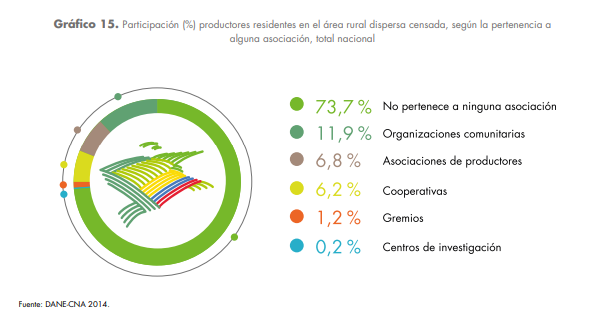 Gráfico 15. Participación (%) productores residentes en el área rural dispersa censada, según la pertenencia a
alguna asociación, total nacional
73,7 % No pertenece a ninguna asociación
11,9 % Organizaciones comunitarias
6,8 % Asociaciones de productores
6,2 % Cooperativas
1,2 % Gremios
0,2 % Centros de investigación
Fuente: DANE-CNA 2014.